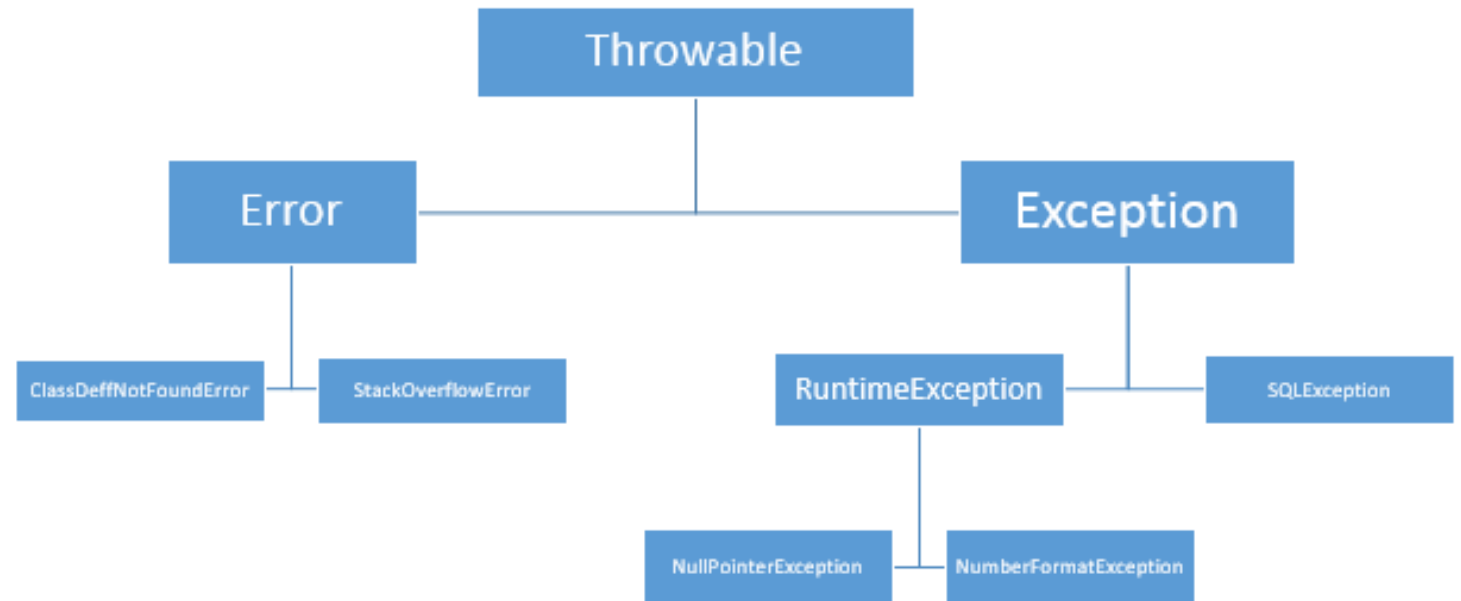 Throwable
Error
Exception
ClassDeffNotFoundError
StackOverflowError
RuntimeException
SQLException
NullPointerException
NumberFormatException